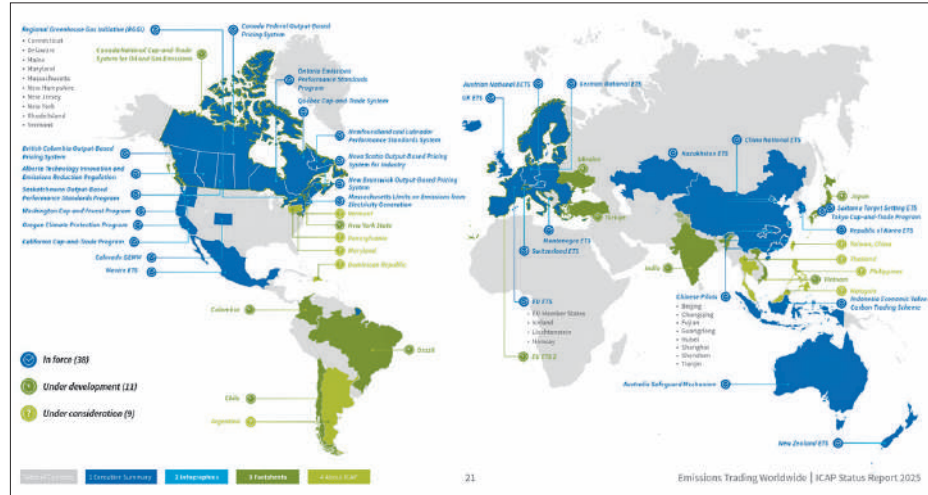 Regional Greenhouse Gas Initiative (RGGI)
• Connecticut
• Delaware
• Maine
• Maryland
• Massachusetts
• New Hampshire
• New Jersey
• New York
• Rhode Island
• Vermont
Canada Federal Output-Based
Pricing System
Canada National Cap-and-Trade
System for Oil and Gas Emissions
Ontario Emissions
Performance Standards
Program
Québec Cap-and-Trade System
Newfoundland and Labrador
Performance Standards System
Nova Scotia Output-Based Pricing
System for Industry
New Brunswick Output-Based Pricing
System
Massachusetts Limits on Emissions from
Electricity Generation
Vermont
New York State
Pennsylvania
Maryland
Dominican Republic
British Columbia Output-Based
Pricing System
Alberta Technology Innovation and
Emissions Reduction Regulation
Saskatchewan Output-Based
Performance Standards Program
Washington Cap-and-Invest Program
Oregon Climate Protection Program
California Cap-and-Trade Program
Colorado GEMM
Mexico ETS
Colombia
Brazil
Chile
Argentina
Austrian National ETS
German National ETS
UK ETS
Ukraine
Türkiye
Montenegro ETS
Switzerland ETS
EU ETS
• EU Member States
• Iceland
• Liechtenstein
• Norway
EU ETS 2
Kazakhstan ETS
China National ETS
Japan
Saitama Target Setting ETS
Tokyo Cap-and-Trade Program
Republic of Korea ETS
Taiwan, China
Thailand
Philippines
Vietnam
Malaysia
Indonesia Economic Value
Carbon Trading Scheme
India
Chinese Pilots
• Beijing
• Chongqing
• Fujian
• Guangdong
• Hubei
• Shanghai
• Shenzhen
• Tianjin
Australia Safeguard Mechanism
New Zealand ETS
In force (38)
Under development (11)
Under consideration (9)
Table of Contents
1 Executive Summary
2 Infographics
3 Factsheets
4 About ICAP
21
Emissions Trading Worldwide | ICAP Status Report 2025